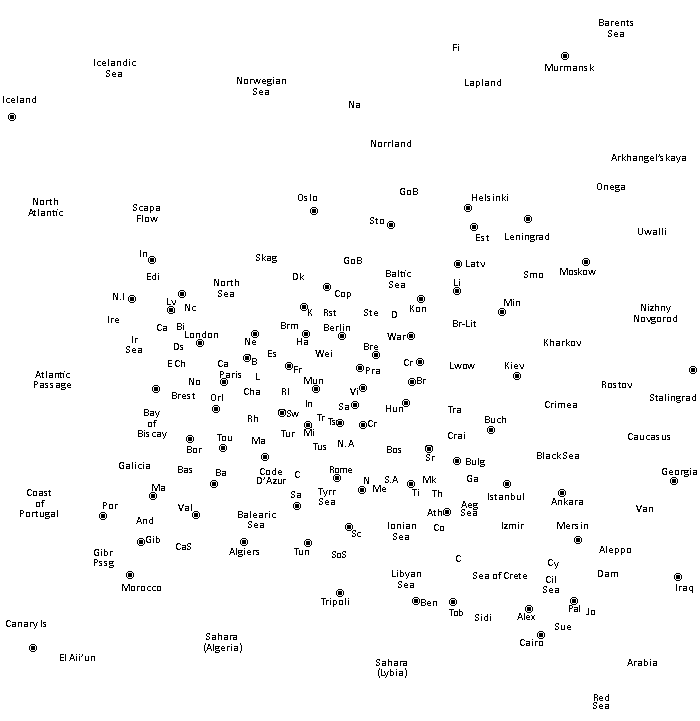 Barents
Sea
Fi
Murmansk
Icelandic
Sea
Norwegian
Sea
Lapland
Iceland
Na
Norrland
Arkhangel'skaya
Onega
GoB
Helsinki
Oslo
North
Atlantic
Scapa
Flow
Sto
Est
Leningrad
Uwalli
In
Skag
GoB
Latv
Moskow
Edi
Dk
Baltic
Sea
Smo
North
Sea
Li
N.I
Lv
Nc
Cop
Kon
Min
Nizhny
Novgorod
Ire
K
Rst
Ste
D
Ca
Bi
Brm
Berlin
Br-Lit
London
Ir
Sea
Ne
Ha
War
Kharkov
Ds
Es
Wei
Bre
E Ch
Ca
B
Fr
Pra
Cr
Lwow
Kiev
Atlantic
Passage
Paris
No
L
Mun
Br
Rostov
Brest
Orl
Cha
Rl
Vi
Stalingrad
In
Sa
Hun
Tra
Crimea
Bay
of
Biscay
Rh
Sw
Tr
Ts
Cr
Buch
Tur
Mi
Crai
Caucasus
Bor
Tou
Ma
Tus
N.A
Bos
Sr
BlackSea
Galicia
Bas
Ba
Code
D'Azur
C
Rome
Bulg
Georgia
Ma
Sa
Tyrr
Sea
N
Me
S.A
Mk
Ga
Ti
Th
Istanbul
Ankara
Coast
of
Portugal
Por
Val
Ath
Aeg
Sea
Van
And
Balearic
Sea
Sc
Ionian
Sea
Co
Izmir
Mersin
Gib
CaS
Algiers
Tun
SoS
Aleppo
Gibr
Pssg
C
Cy
Morocco
Libyan
Sea
Sea of Crete
Cil
Sea
Dam
Iraq
Tripoli
Ben
Tob
Sidi
Alex
Pal
Jo
Canary Is
Sue
Sahara
(Algeria)
Cairo
El Aii'un
Sahara
(Lybia)
Arabia
Red
Sea